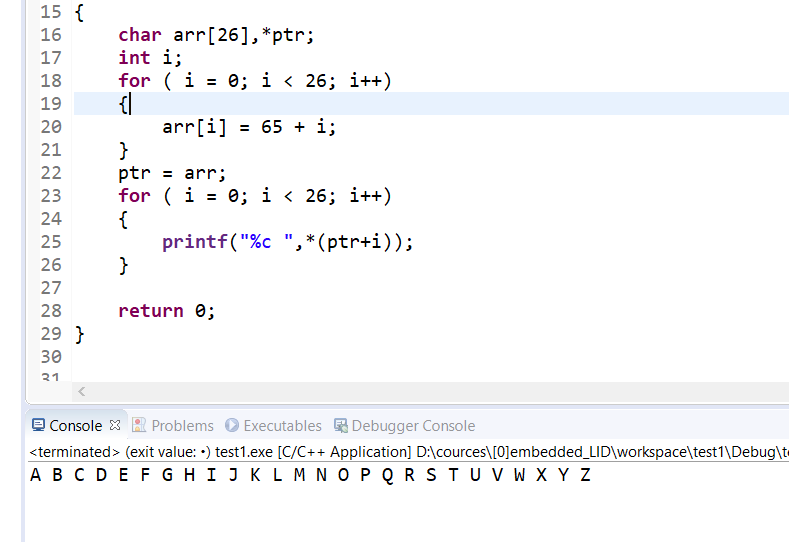 15 {
16 char arr[26],*ptr;
17 int i;
18 for ( i = 0; i < 26; i++)
19 {
20 arr[i] = 65 + i;
21 }
22 ptr = arr;
23 for ( i = 0; i < 26; i++)
24 {
25 printf("%c ",*(ptr+i));
26 }
27
28 return 0;
29 }
30
31
Console Problems Executables Debugger Console
<terminated> (exit value: •) test1.exe [C/C++ Application] D:\cources\[0]embedded_LID\workspace\test1\Debug\te
A B C D E F G H I J K L M N O P Q R S T U V W X Y Z